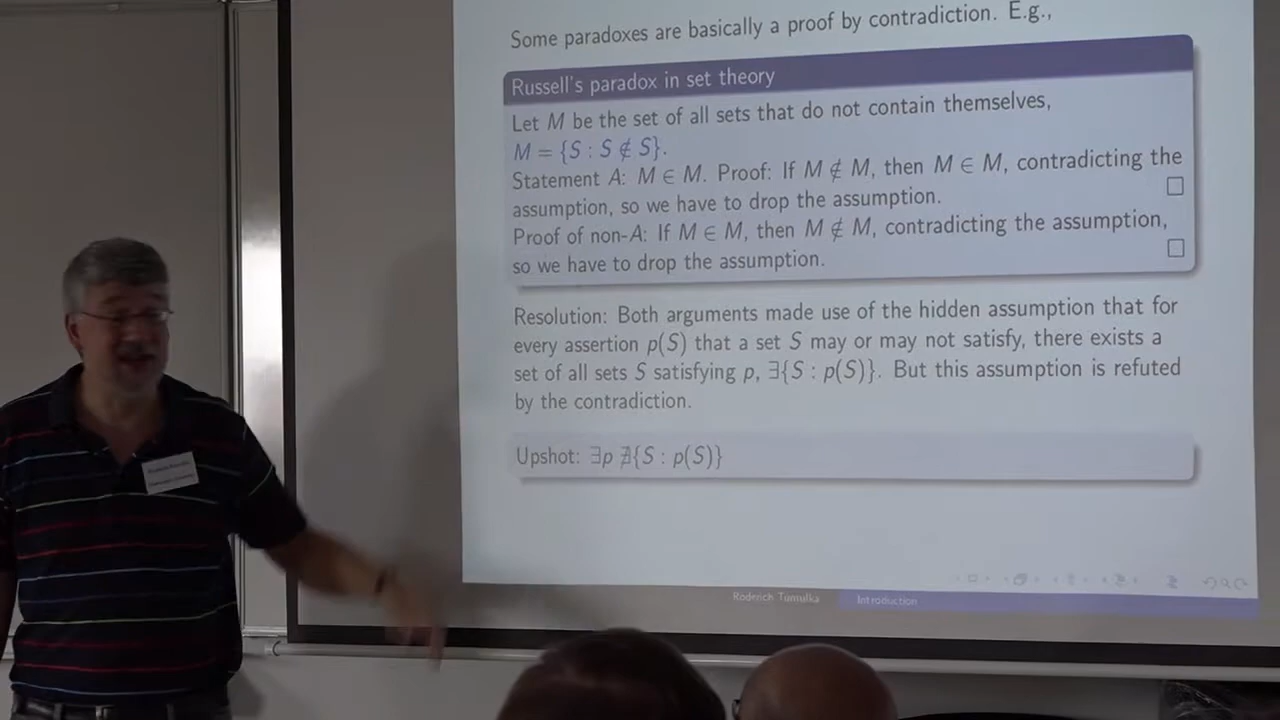 Some paradoxes are basically a proof by contradiction. E.g.,
Russell's paradox in set theory
Let M be the set of all sets that do not contain themselves,
M = {S : S ∉ S}.
Statement A: M ∈ M. Proof: If M ∉ M, then M ∈ M, contradicting the
assumption, so we have to drop the assumption. □
Proof of non-A: If M ∈ M, then M ∉ M, contradicting the assumption,
so we have to drop the assumption. □
Resolution: Both arguments made use of the hidden assumption that for
every assertion p(S) that a set S may or may not satisfy, there exists a
set of all sets S satisfying p, ∃{S : p(S)}. But this assumption is refuted
by the contradiction.
Upshot: ∃p ∄{S : p(S)}
Roderich Tumulka Introduction